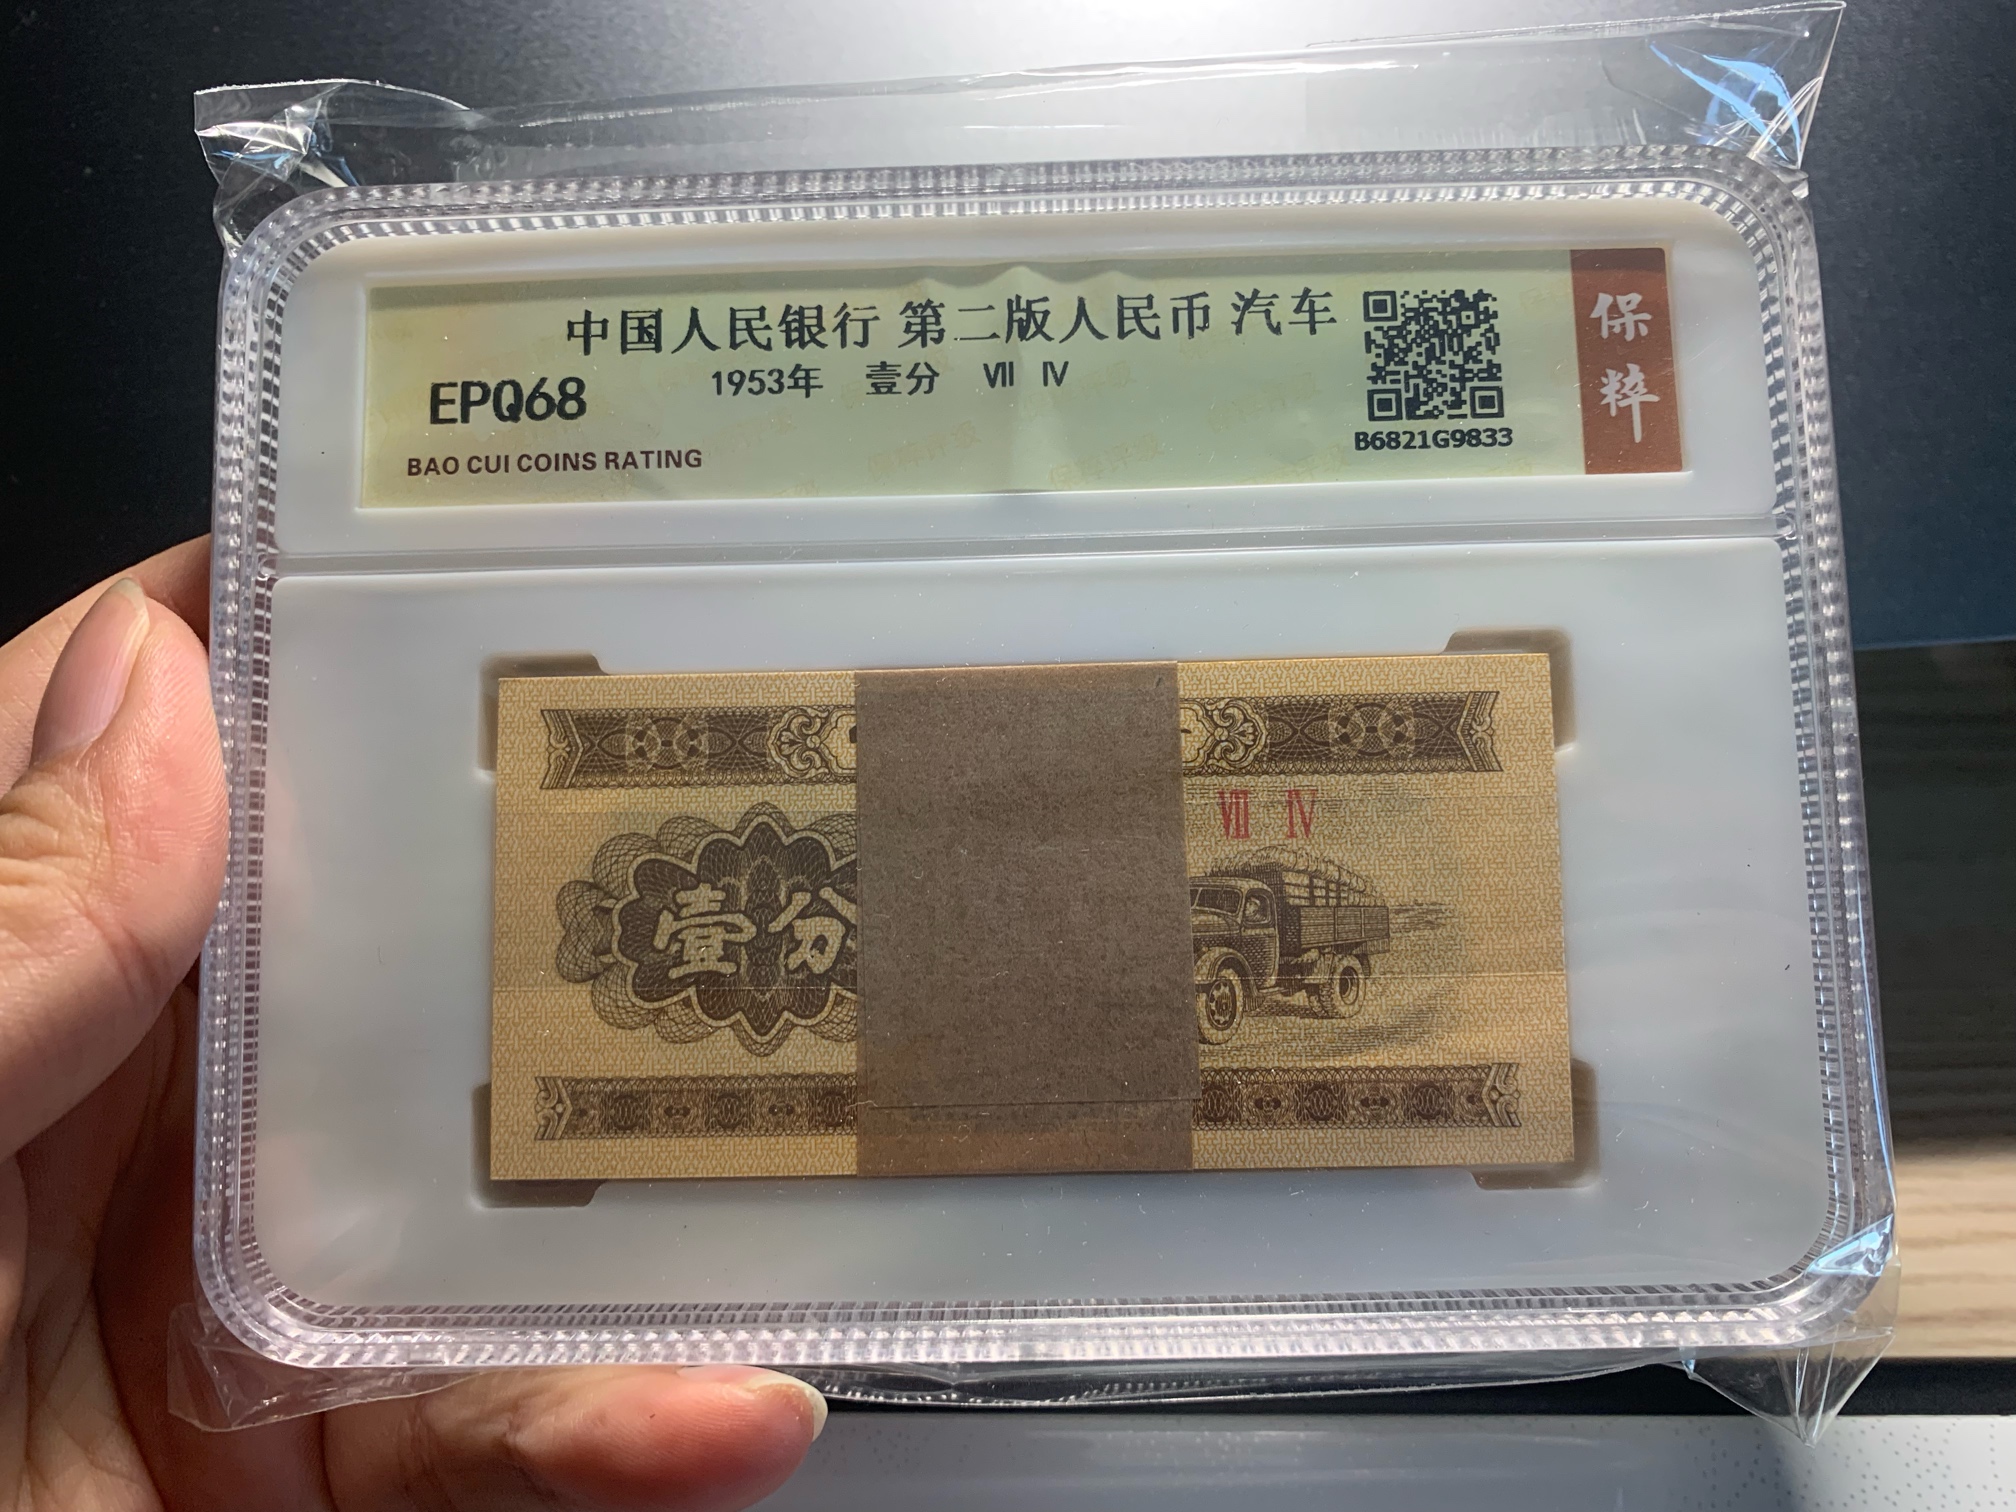 中国人民银行 第二版人民币 汽车
1953年 壹分 Ⅶ Ⅳ
EPQ68
BAO CUI COINS RATING
B6821G9833
保粹
壹分
Ⅶ Ⅳ